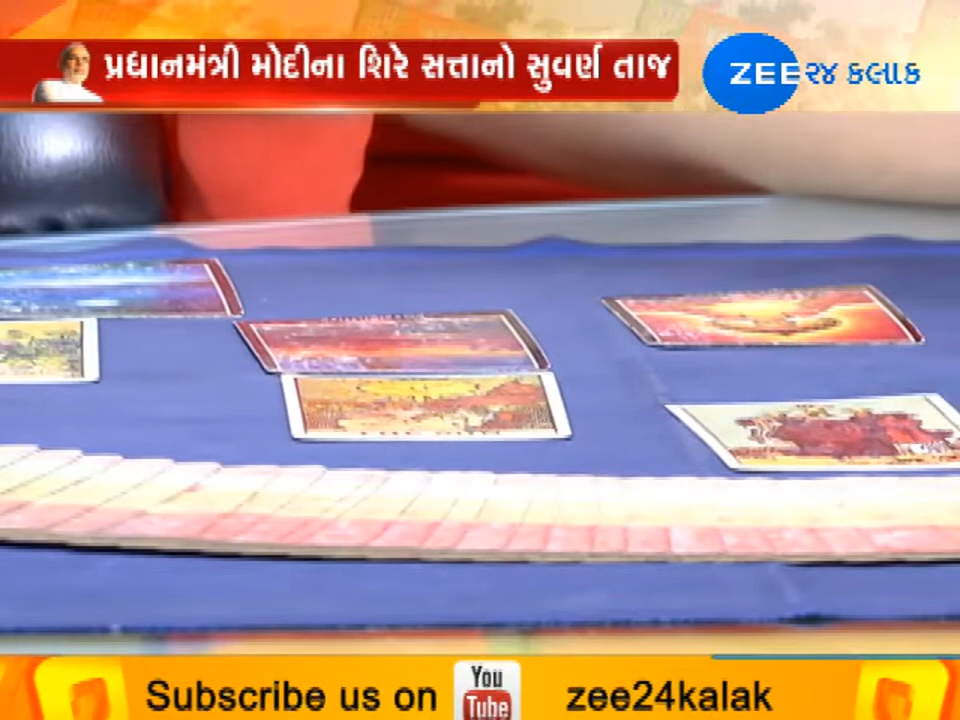 પ્રધાનમંત્રી મોદીના શિરે સત્તાનો સુવર્ણ તાજ
ZEE ૨૪ કલાક
Subscribe us on You Tube zee24kalak